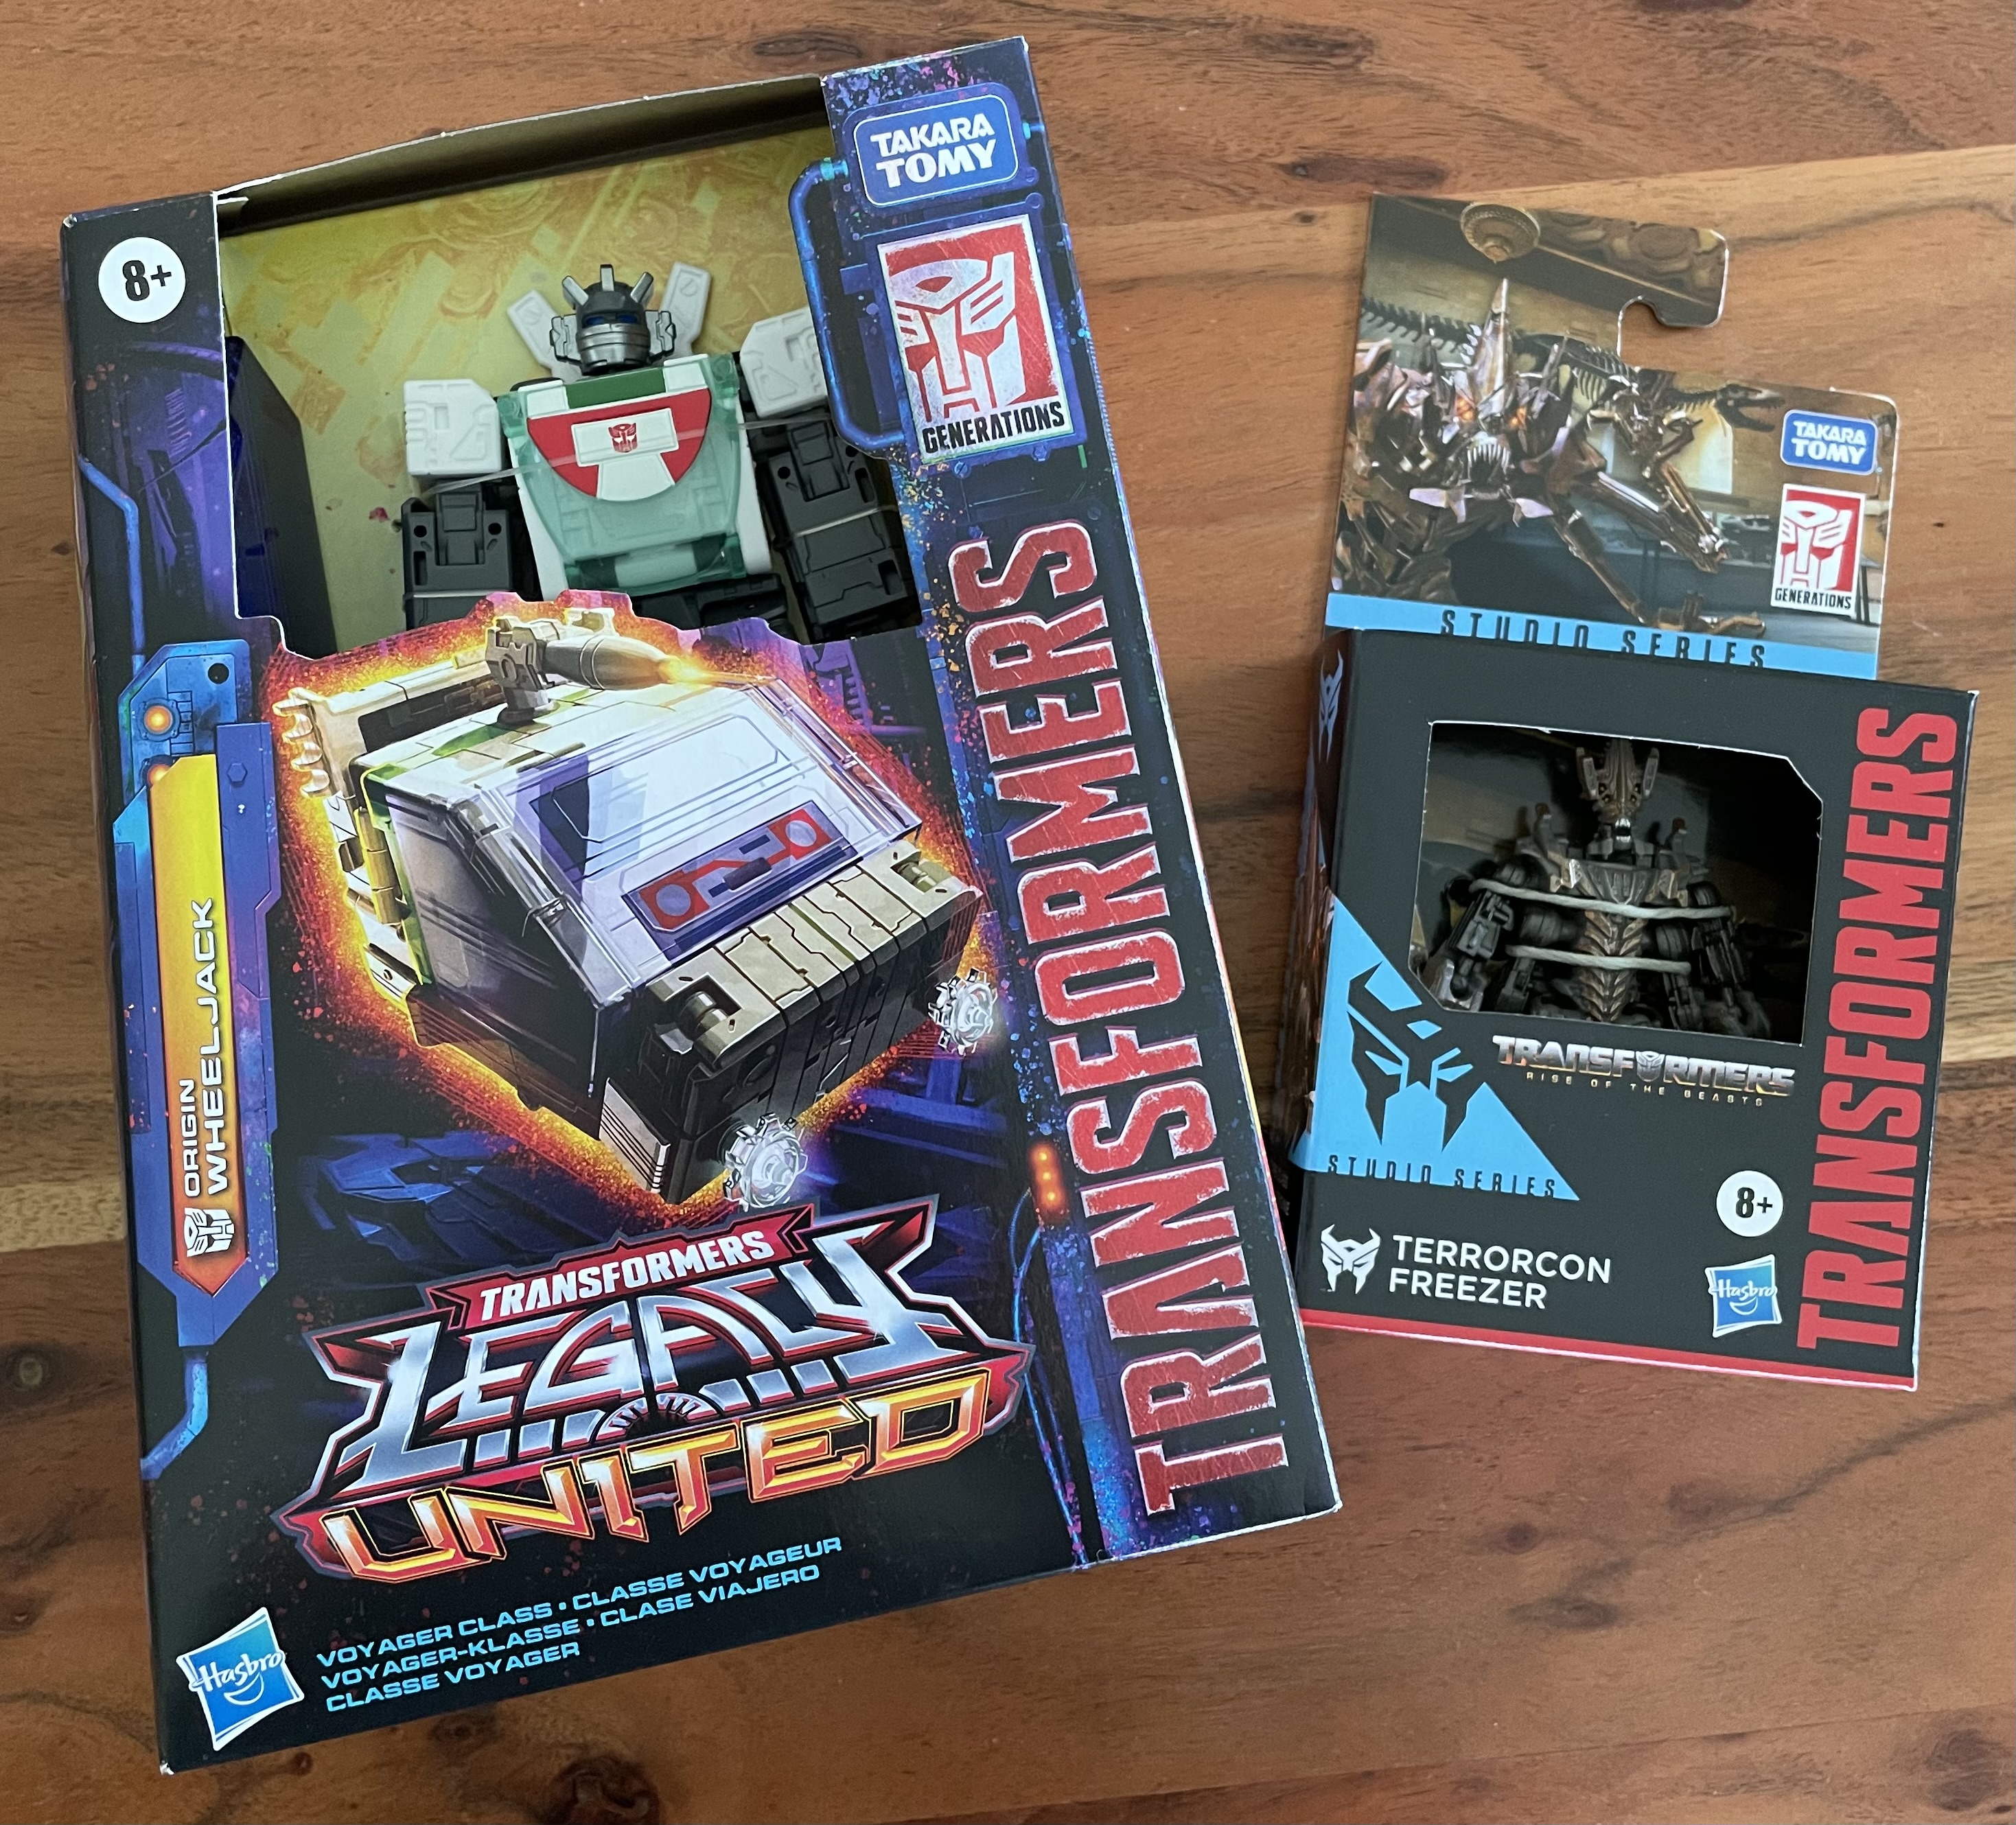 8+
TAKARA
TOMY
GENERATIONS
TRANSFORMERS
ORIGIN
WHEELJACK
TRANSFORMERS
LEGACY
UNITED
Hasbro
VOYAGER CLASS • CLASSE VOYAGEUR
VOYAGER-KLASSE • CLASE VIAJERO
CLASSE VOYAGER
TAKARA
TOMY
GENERATIONS
STUDIO SERIES
TRANSFORMERS
TRANSFORMERS
RISE OF THE BEASTS
STUDIO SERIES
8+
TERRORCON
FREEZER
Hasbro